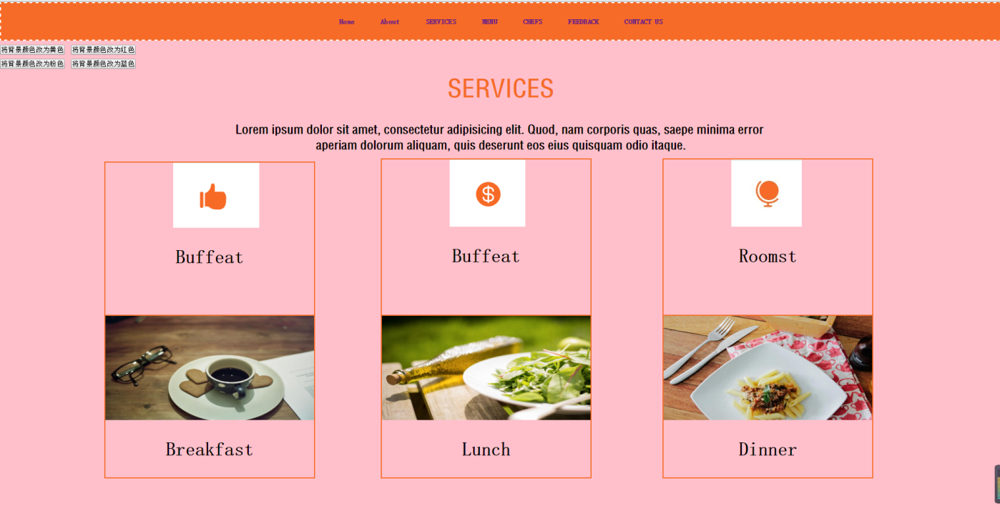 Home About SERVICES MENU CHEFS FEEDBACK CONTACT US
将背景颜色改为黄色 将背景颜色改为红色
将背景颜色改为粉色 将背景颜色改为蓝色
SERVICES
Lorem ipsum dolor sit amet, consectetur adipisicing elit. Quod, nam corporis quas, saepe minima error
aperiam dolorum aliquam, quis deserunt eos eius quisquam odio itaque.
Buffeat Buffeat Roomst
Breakfast Lunch Dinner